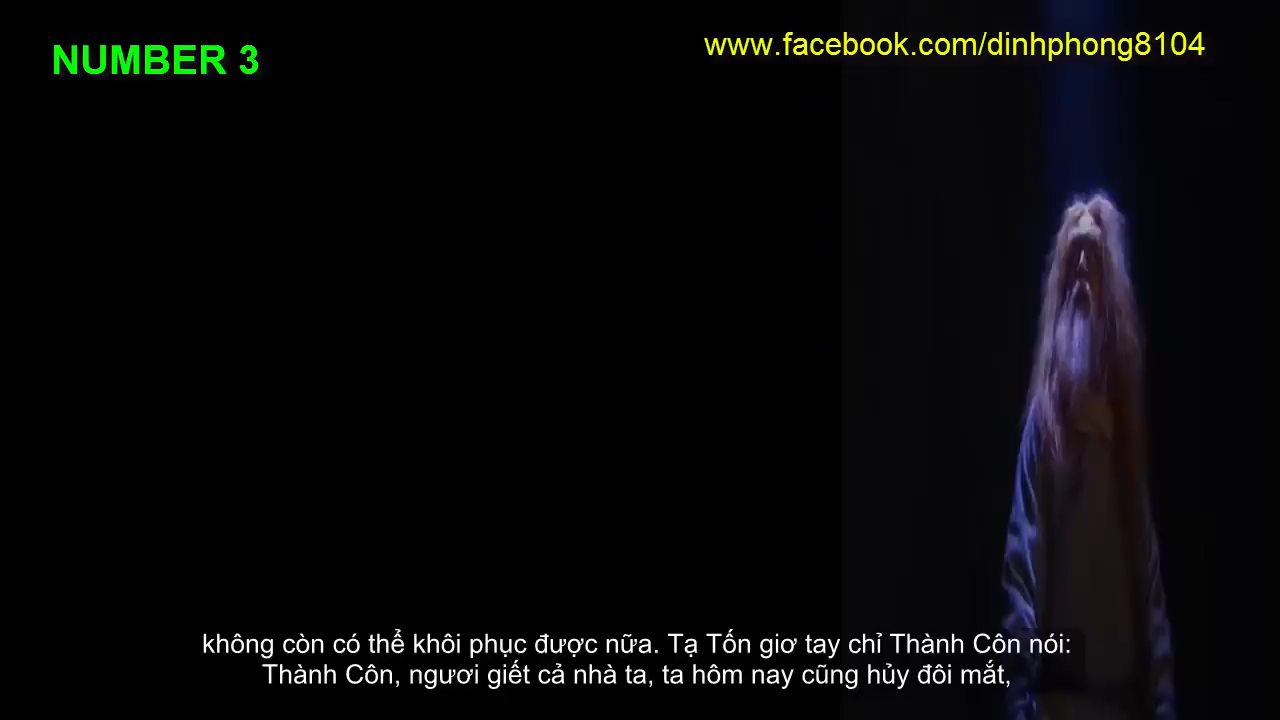 NUMBER 3
www.facebook.com/dinhphong8104
không còn có thể khôi phục được nữa. Tạ Tốn giơ tay chỉ Thành Côn nói:
Thành Côn, ngươi giết cả nhà ta, ta hôm nay cũng hủy đôi mắt,